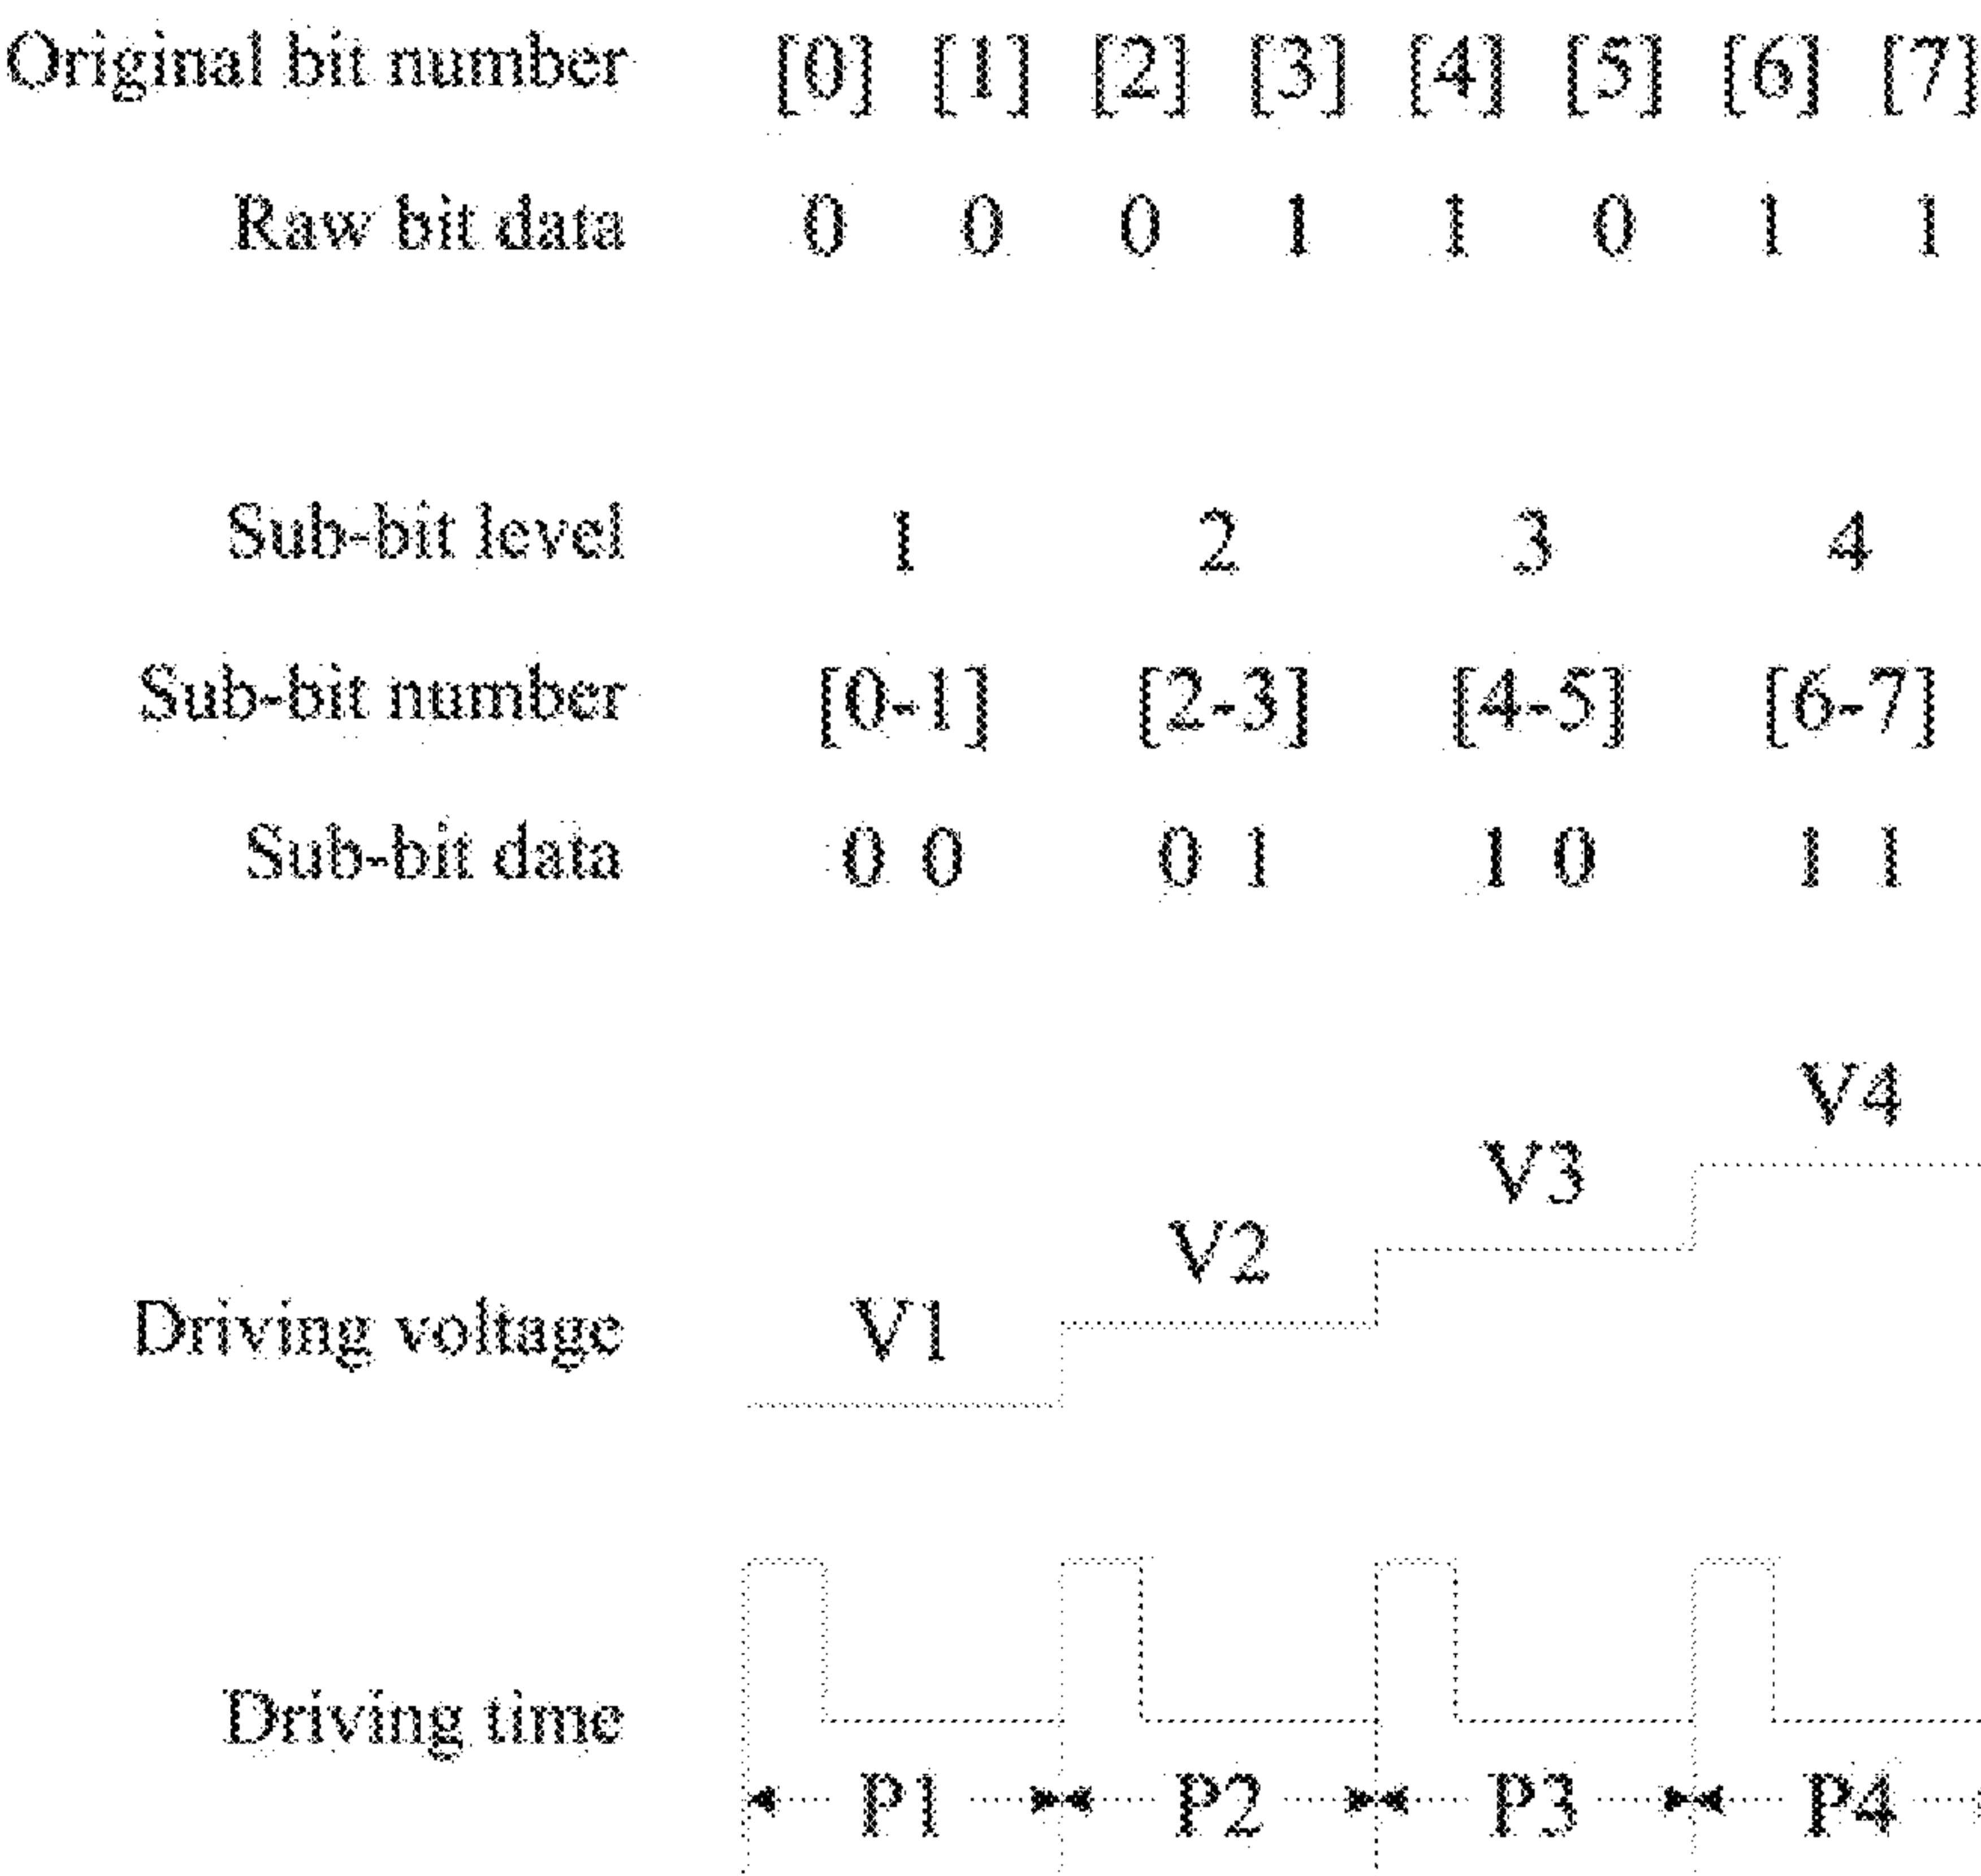 Original bit number [0] [1] [2] [3] [4] [5] [6] [7]
Raw bit data 0 0 0 1 1 0 1 1
Sub-bit level 1 2 3 4
Sub-bit number [0-1] [2-3] [4-5] [6-7]
Sub-bit data 0 0 0 1 1 0 1 1
V4
V3
V2
Driving voltage V1
Driving time
P1 P2 P3 P4